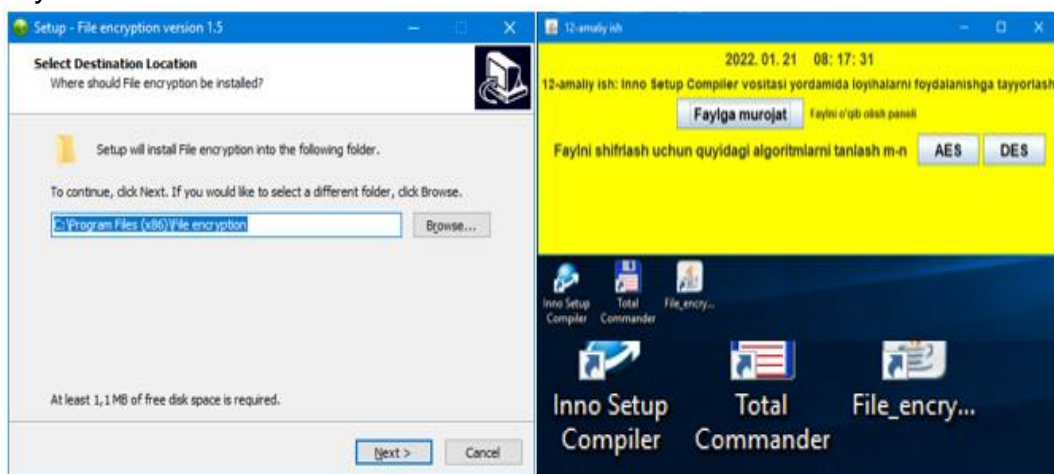 Setup - File encryption version 1.5
Select Destination Location
Where should File encryption be installed?
Setup will install File encryption into the following folder.
To continue, click Next. If you would like to select a different folder, click Browse.
C:\Program Files (x86)\File encryption
Browse...
At least 1,1 MB of free disk space is required.
Next >
Cancel
12-amaliy ish
2022. 01. 21 08: 17: 31
12-amaliy ish: Inno Setup Compiler vositasi yordamida loyihalarni foydalanishga tayyorlash
Faylga murojat
Faylni o'qib olish paneli
Faylni shifrlash uchun quyidagi algoritmlarni tanlash m-n
AES
DES
Inno Setup Compiler
Total Commander
File_encry...
Inno Setup Compiler
Total Commander
File_encry...